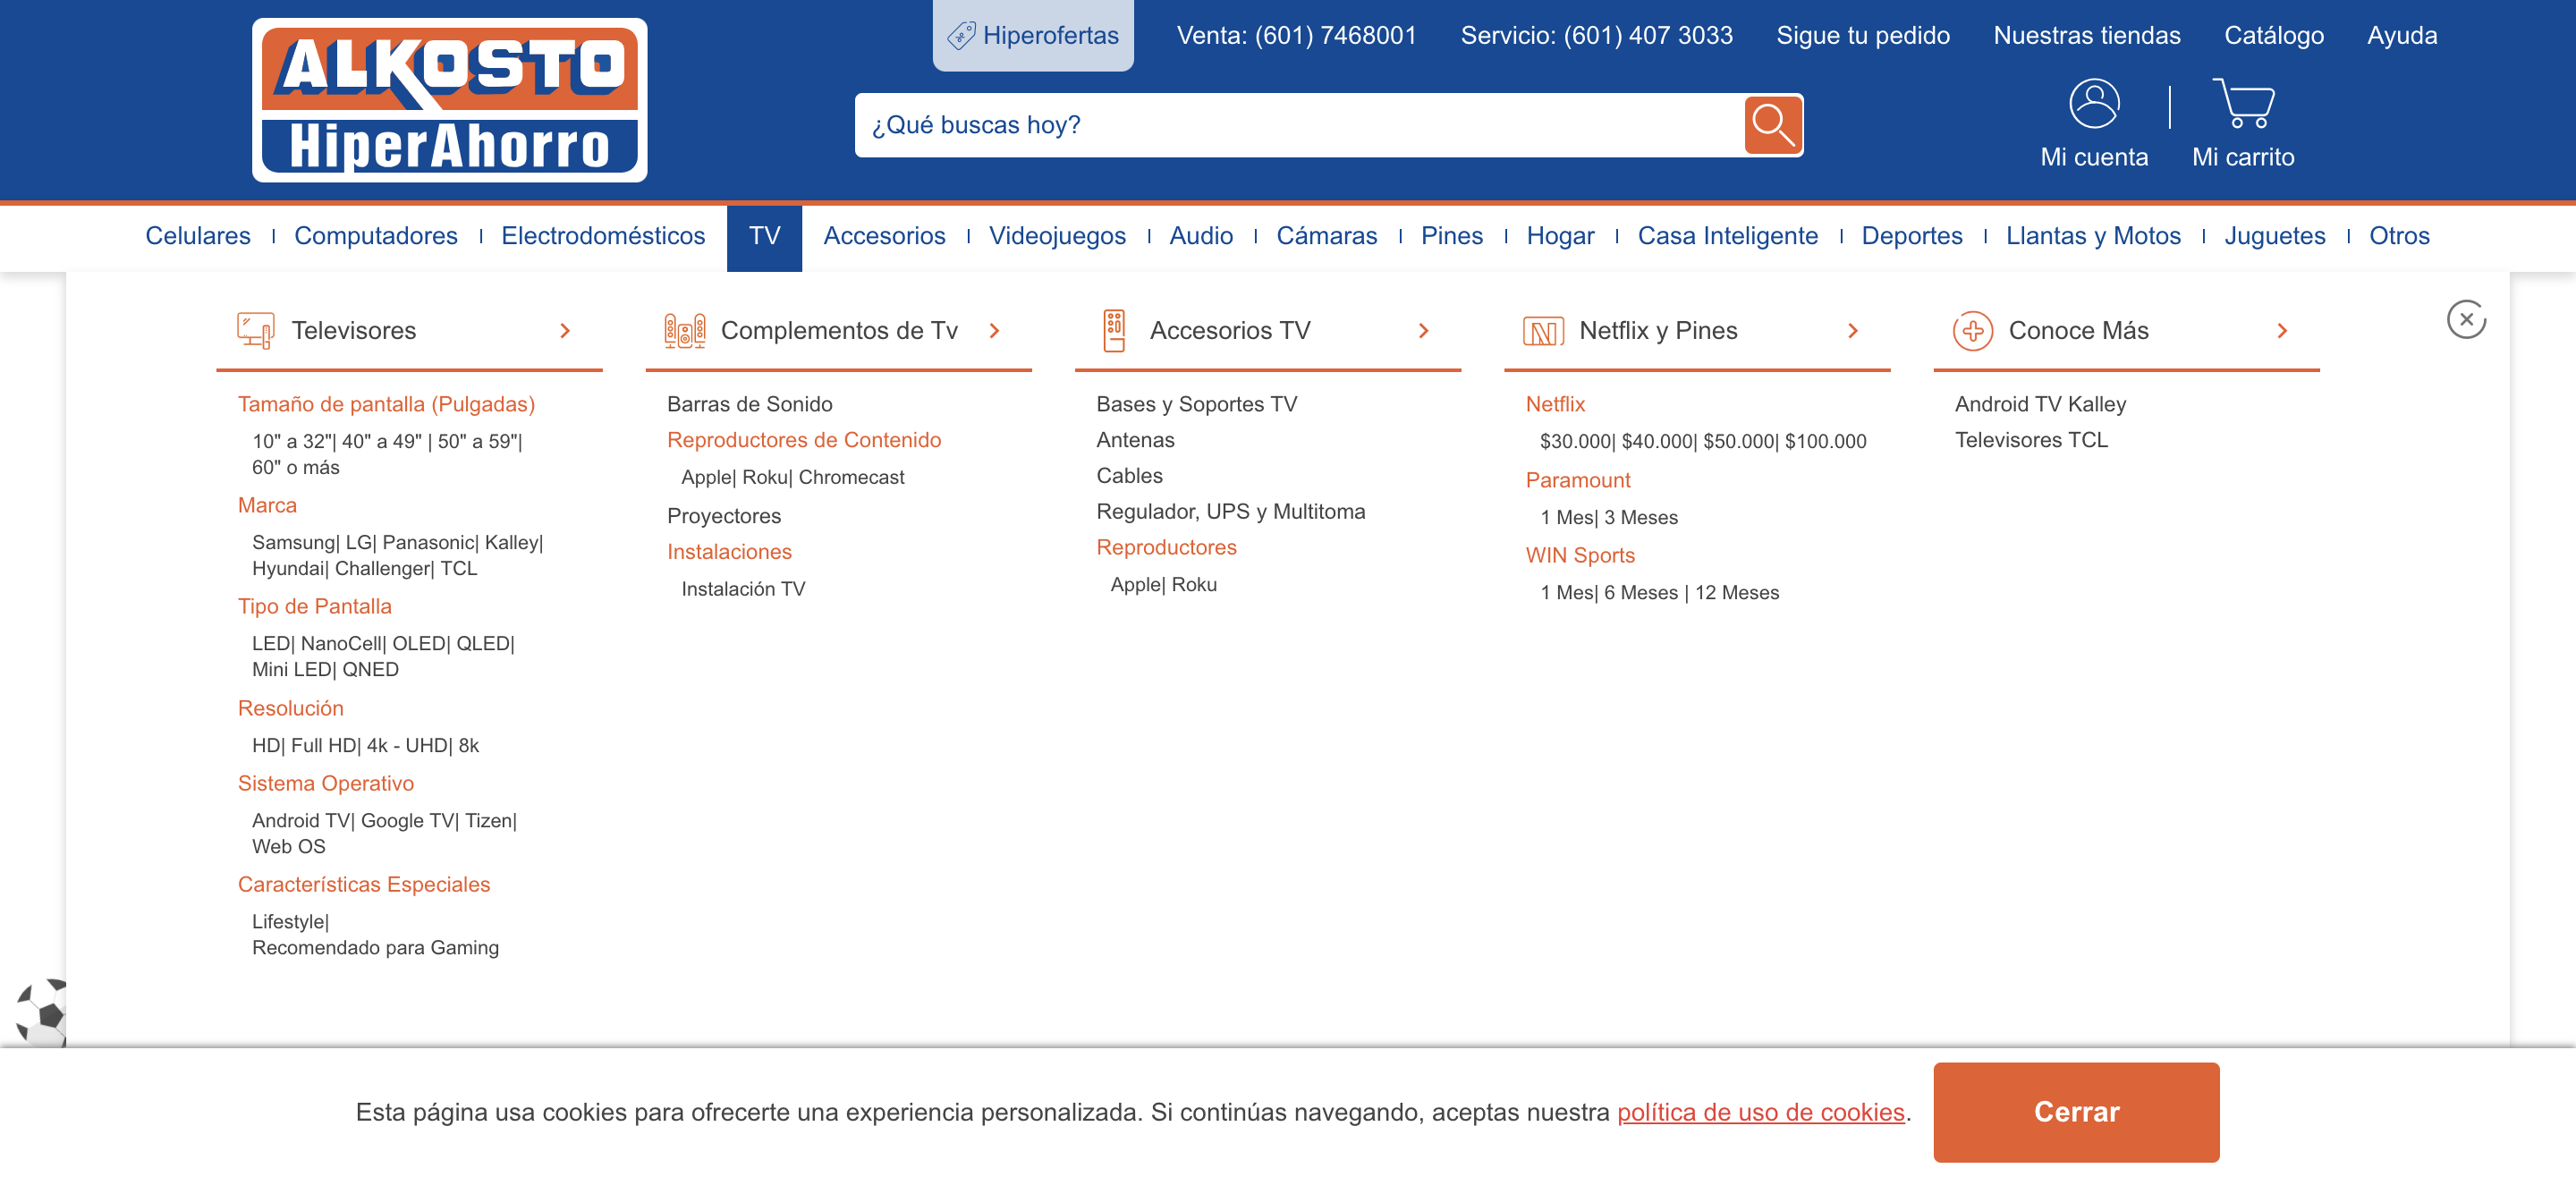 ALKOSTO
HiperAhorro
Hiperofertas
Venta: (601) 7468001
Servicio: (601) 407 3033
Sigue tu pedido
Nuestras tiendas
Catálogo
Ayuda
¿Qué buscas hoy?
Mi cuenta
Mi carrito
Celulares
Computadores
Electrodomésticos
TV
Accesorios
Videojuegos
Audio
Cámaras
Pines
Hogar
Casa Inteligente
Deportes
Llantas y Motos
Juguetes
Otros
Televisores
Tamaño de pantalla (Pulgadas)
10" a 32"| 40" a 49" | 50" a 59"|
60" o más
Marca
Samsung| LG| Panasonic| Kalley|
Hyundai| Challenger| TCL
Tipo de Pantalla
LED| NanoCell| OLED| QLED|
Mini LED| QNED
Resolución
HD| Full HD| 4k - UHD| 8k
Sistema Operativo
Android TV| Google TV| Tizen|
Web OS
Características Especiales
Lifestyle|
Recomendado para Gaming
Complementos de Tv
Barras de Sonido
Reproductores de Contenido
Apple| Roku| Chromecast
Proyectores
Instalaciones
Instalación TV
Accesorios TV
Bases y Soportes TV
Antenas
Cables
Regulador, UPS y Multitoma
Reproductores
Apple| Roku
Netflix y Pines
Netflix
$30.000| $40.000| $50.000| $100.000
Paramount
1 Mes| 3 Meses
WIN Sports
1 Mes| 6 Meses | 12 Meses
Conoce Más
Android TV Kalley
Televisores TCL
Esta página usa cookies para ofrecerte una experiencia personalizada. Si continúas navegando, aceptas nuestra política de uso de cookies.
Cerrar